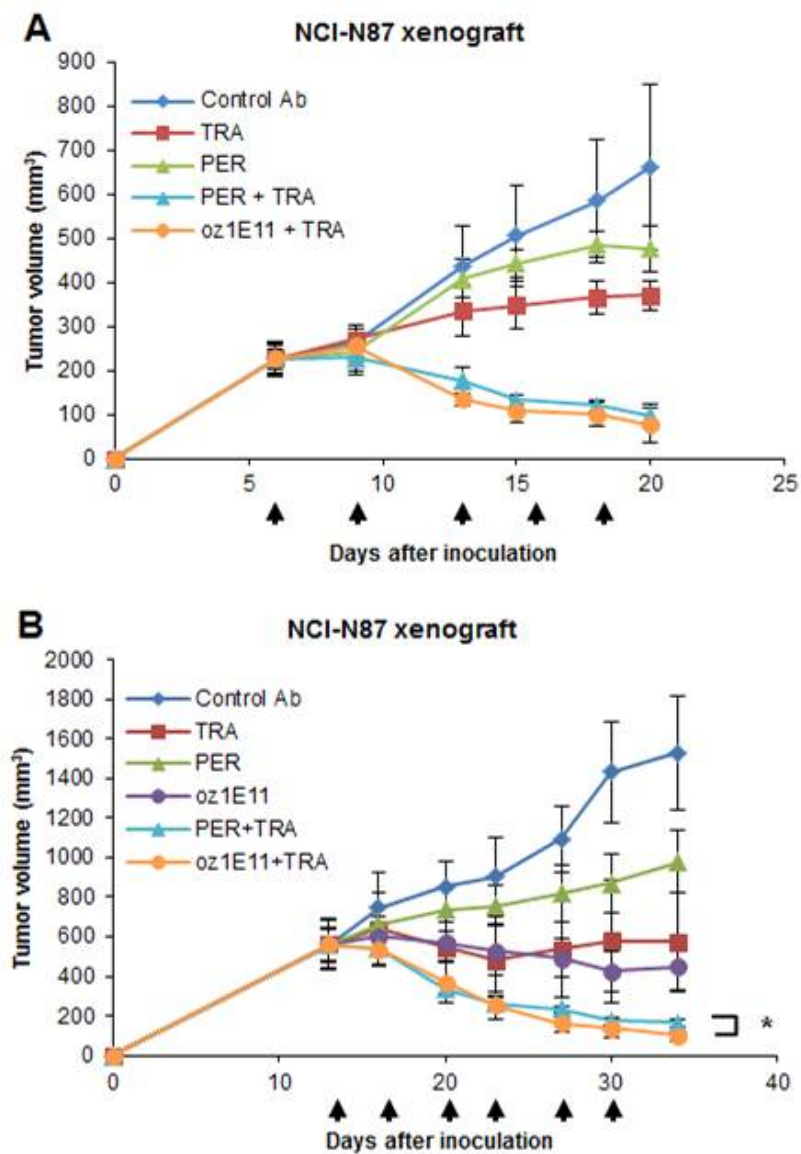 A
NCI-N87 xenograft
Tumor volume (mm³)
900
800
700
600
500
400
300
200
100
0
Control Ab
TRA
PER
PER + TRA
oz1E11 + TRA
0 5 10 15 20 25
Days after inoculation
B
NCI-N87 xenograft
Tumor volume (mm³)
2000
1800
1600
1400
1200
1000
800
600
400
200
0
Control Ab
TRA
PER
oz1E11
PER+TRA
oz1E11+TRA
*
0 10 20 30 40
Days after inoculation